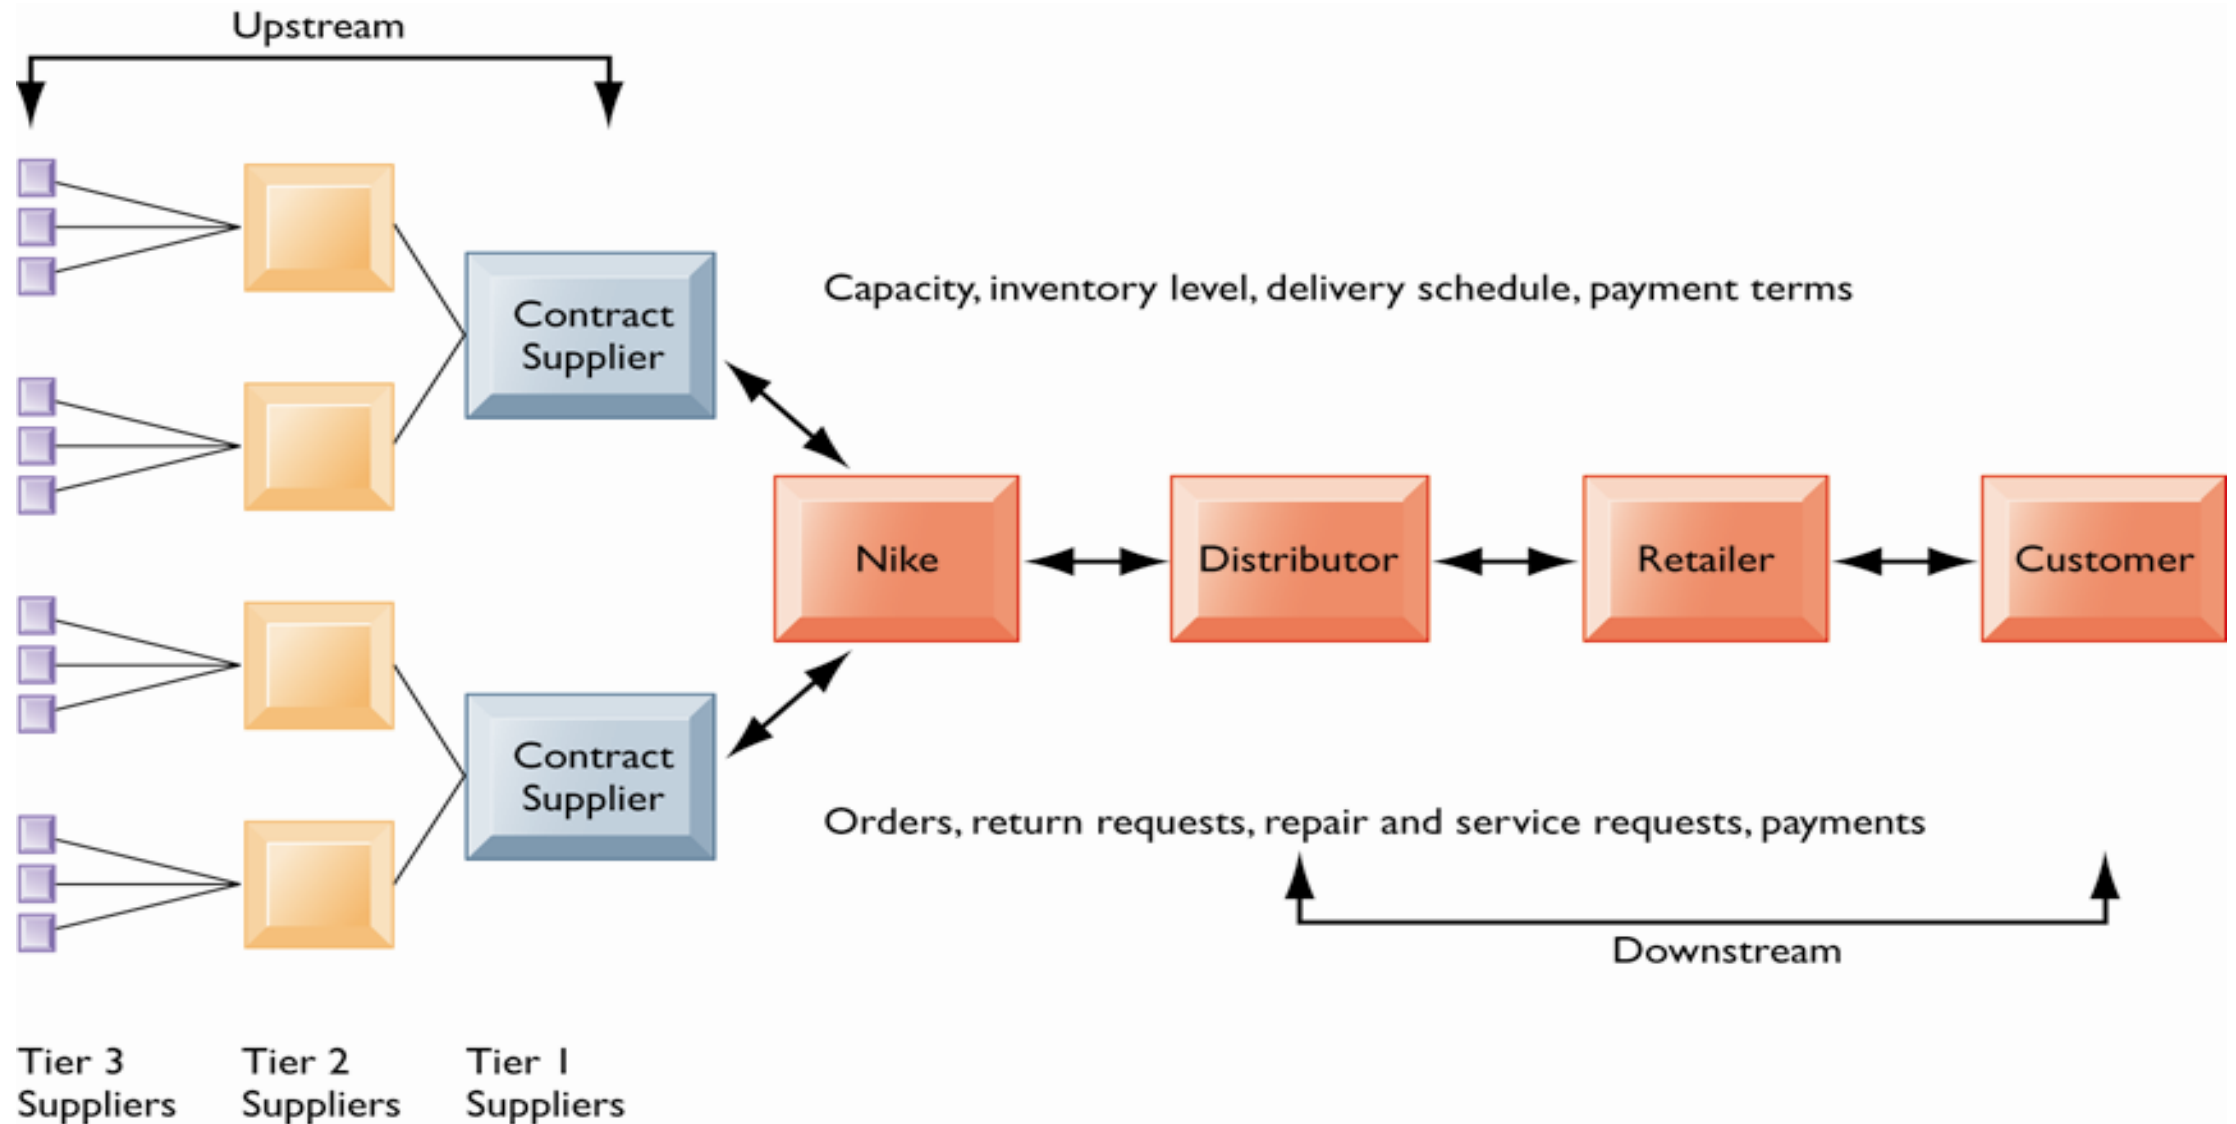 Upstream
Contract
Supplier
Capacity, inventory level, delivery schedule, payment terms
Nike
Distributor
Retailer
Customer
Contract
Supplier
Orders, return requests, repair and service requests, payments
Downstream
Tier 3
Suppliers
Tier 2
Suppliers
Tier 1
Suppliers